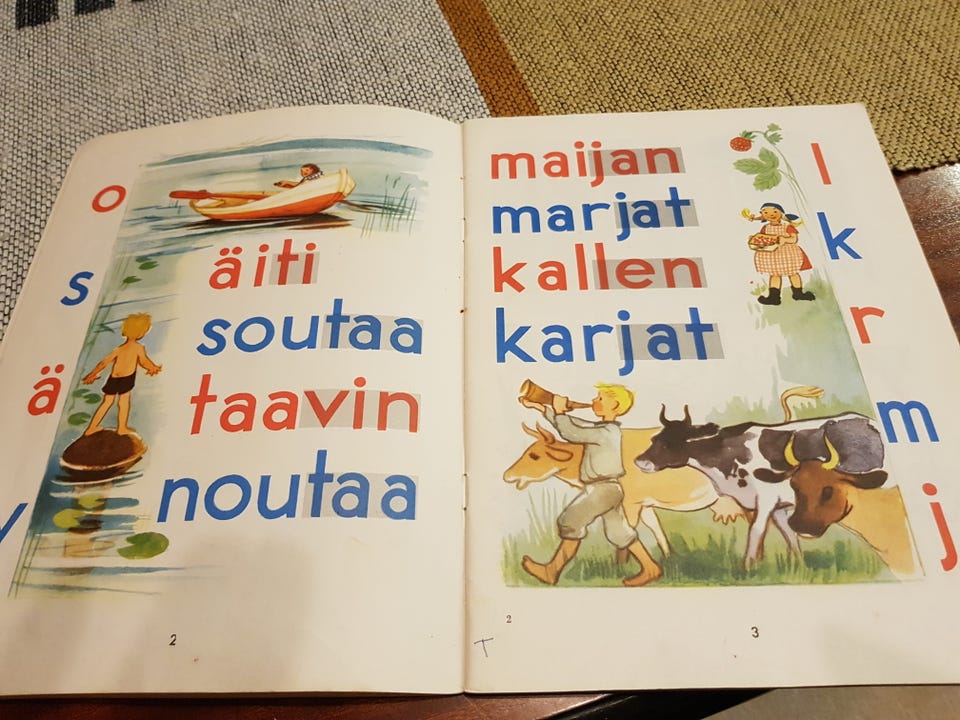 o
s
ä
y
äiti
soutaa
taavin
noutaa
2
maijan
marjat
kallen
karjat
l
k
r
m
j
2
T
3